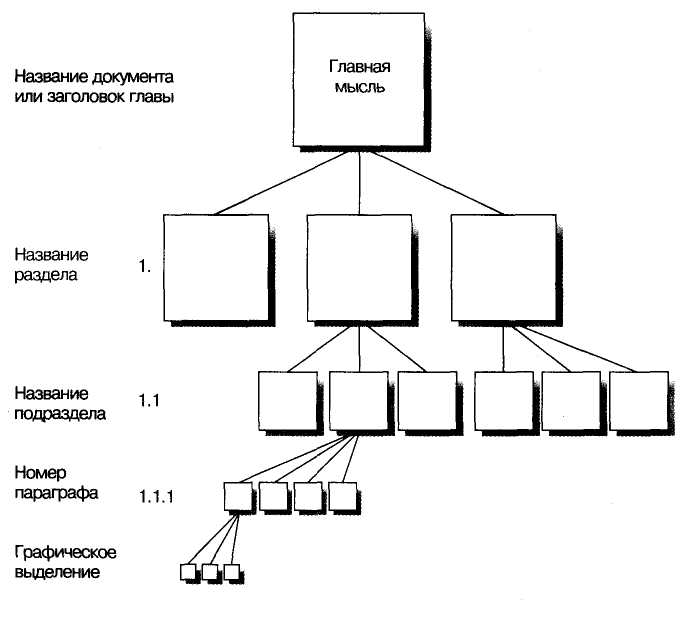 Главная
мысль
Название документа
или заголовок главы
Название
раздела
1.
Название
подраздела
1.1
Номер
параграфа
1.1.1
Графическое
выделение